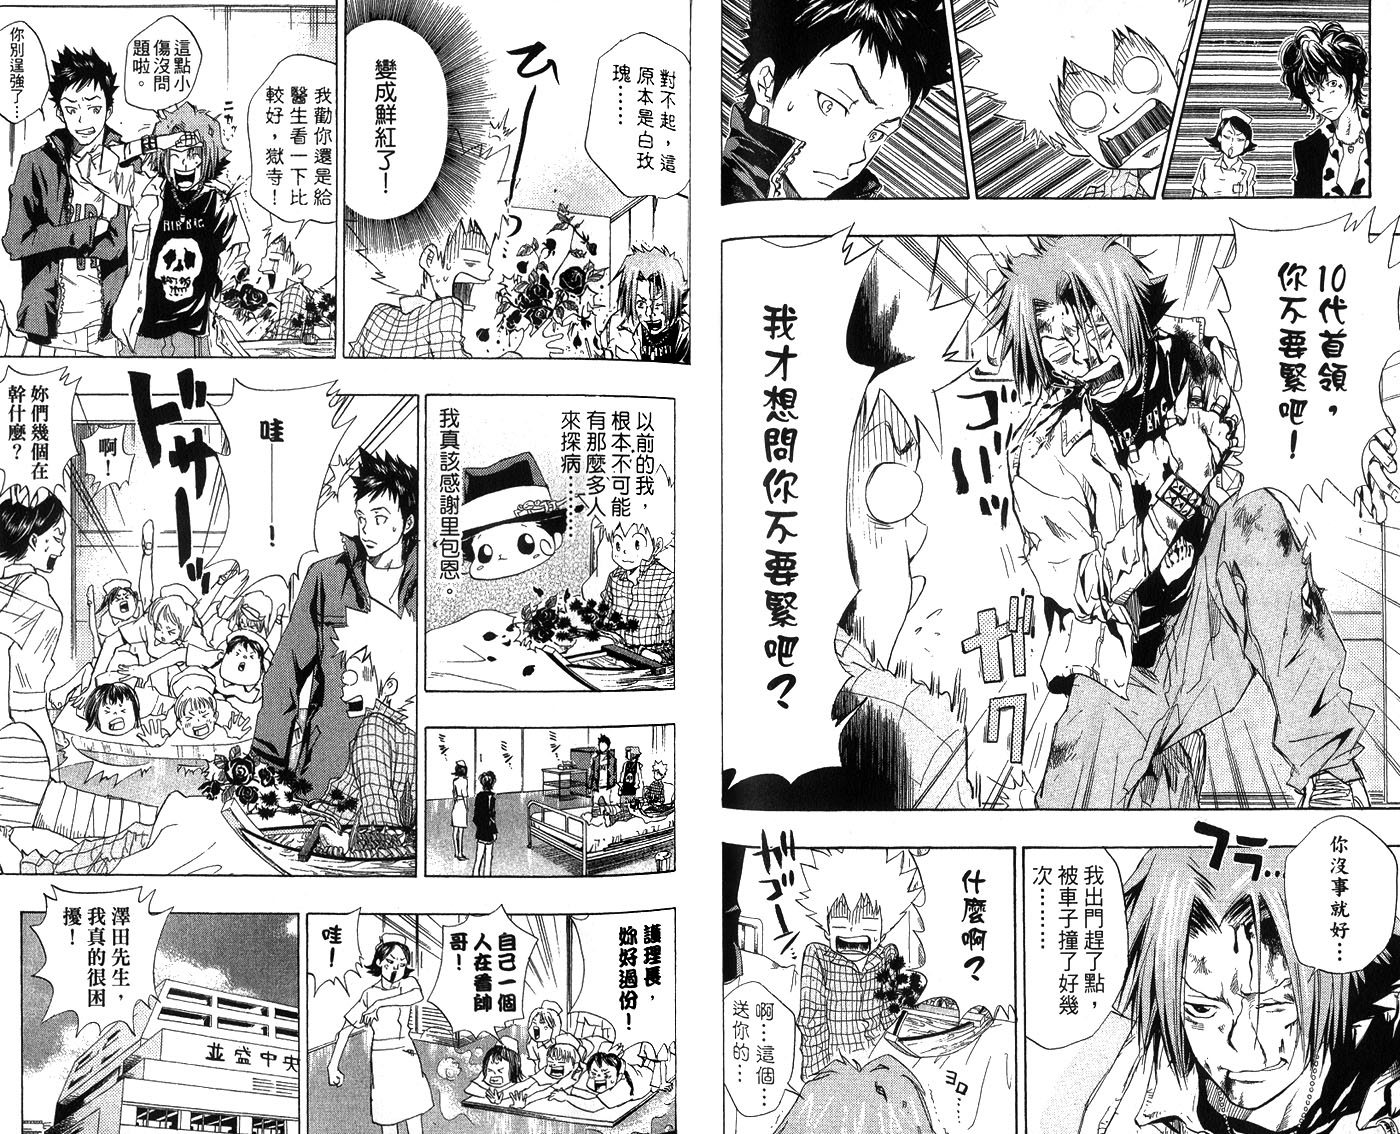 10代首領，
你不要緊吧！
ゴハッ
我才想問你不要緊吧？
ガク
你沒事就好…
フラ…
我出門趕了點，
被車子撞了好幾
次………
什麼啊？
ガゴーン
啊…這個…
送你的…
ヨロ…
對不起，這
原本是白玫
瑰……
ひーーっ
變成鮮紅了！
我勸你還是給
醫生看一下比
較好，獄寺！
這點小
傷沒問
題啦。
你別逞強了…
AIR BAG
以前的我，
根本不可能
有那麼多人
來探病……
我真該感謝里包恩。
哇
！
ドサーッ
啊！
妳們幾個在
幹什麼？
護理長，
妳好過份！
自己一個
人在看帥
哥！
哇！
澤田先生，
我真的很困
擾！
並盛中央